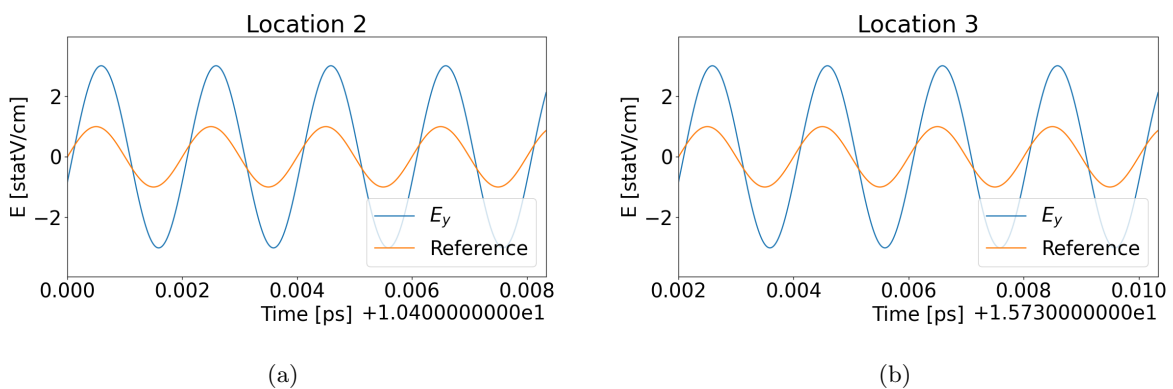 Location 2
E [statV/cm]
2
0
−2
E_y
Reference
0.000 0.002 0.004 0.006 0.008
Time [ps] +1.0400000000e1
(a)
Location 3
E [statV/cm]
2
0
−2
E_y
Reference
0.002 0.004 0.006 0.008 0.010
Time [ps] +1.5730000000e1
(b)